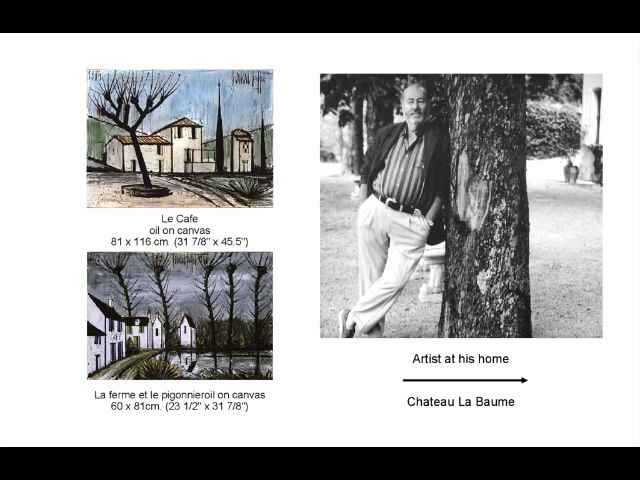 Le Cafe
oil on canvas
81 x 116 cm. (31 7/8" x 45.5")
La ferme et le pigonnieroil on canvas
60 x 81cm. (23 1/2" x 31 7/8")
Artist at his home
Chateau La Baume